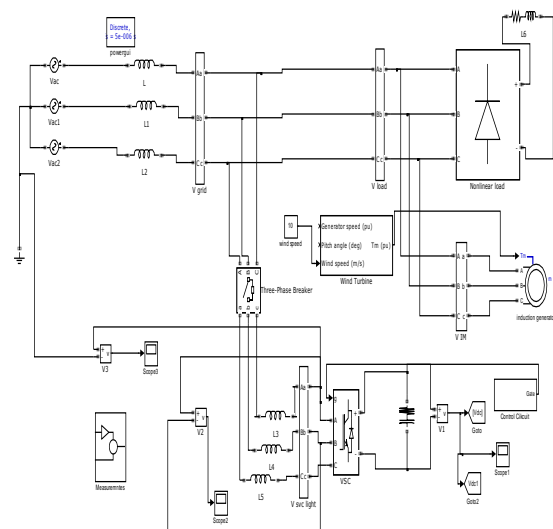 Discrete,
s = 5e-006 s
powergui
L6
Vac
L
Aa
Vac1
L1
Bb
Vac2
L2
Cc
V grid
Aa
Bb
Cc
V load
A
B
C
+
-
Nonlinear load
10
wind speed
Generator speed (pu)
Pitch angle (deg)
Wind speed (m/s)
Tm (pu)
Wind Turbine
A a
B b
C c
V IM
Tm
A
B
C
m
induction generator
A B C
a b c
Three-Phase Breaker
+
-
v
V3
Scope3
+
-
v
V2
Scope2
Measuremntes
L3
L4
L5
Aa
Bb
Cc
V svc light
g
A
B
C
+
-
VSC
+
-
v
V1
[Vdc]
Goto
Scope1
Vdc1
Goto2
Gate
Control Cilcuit